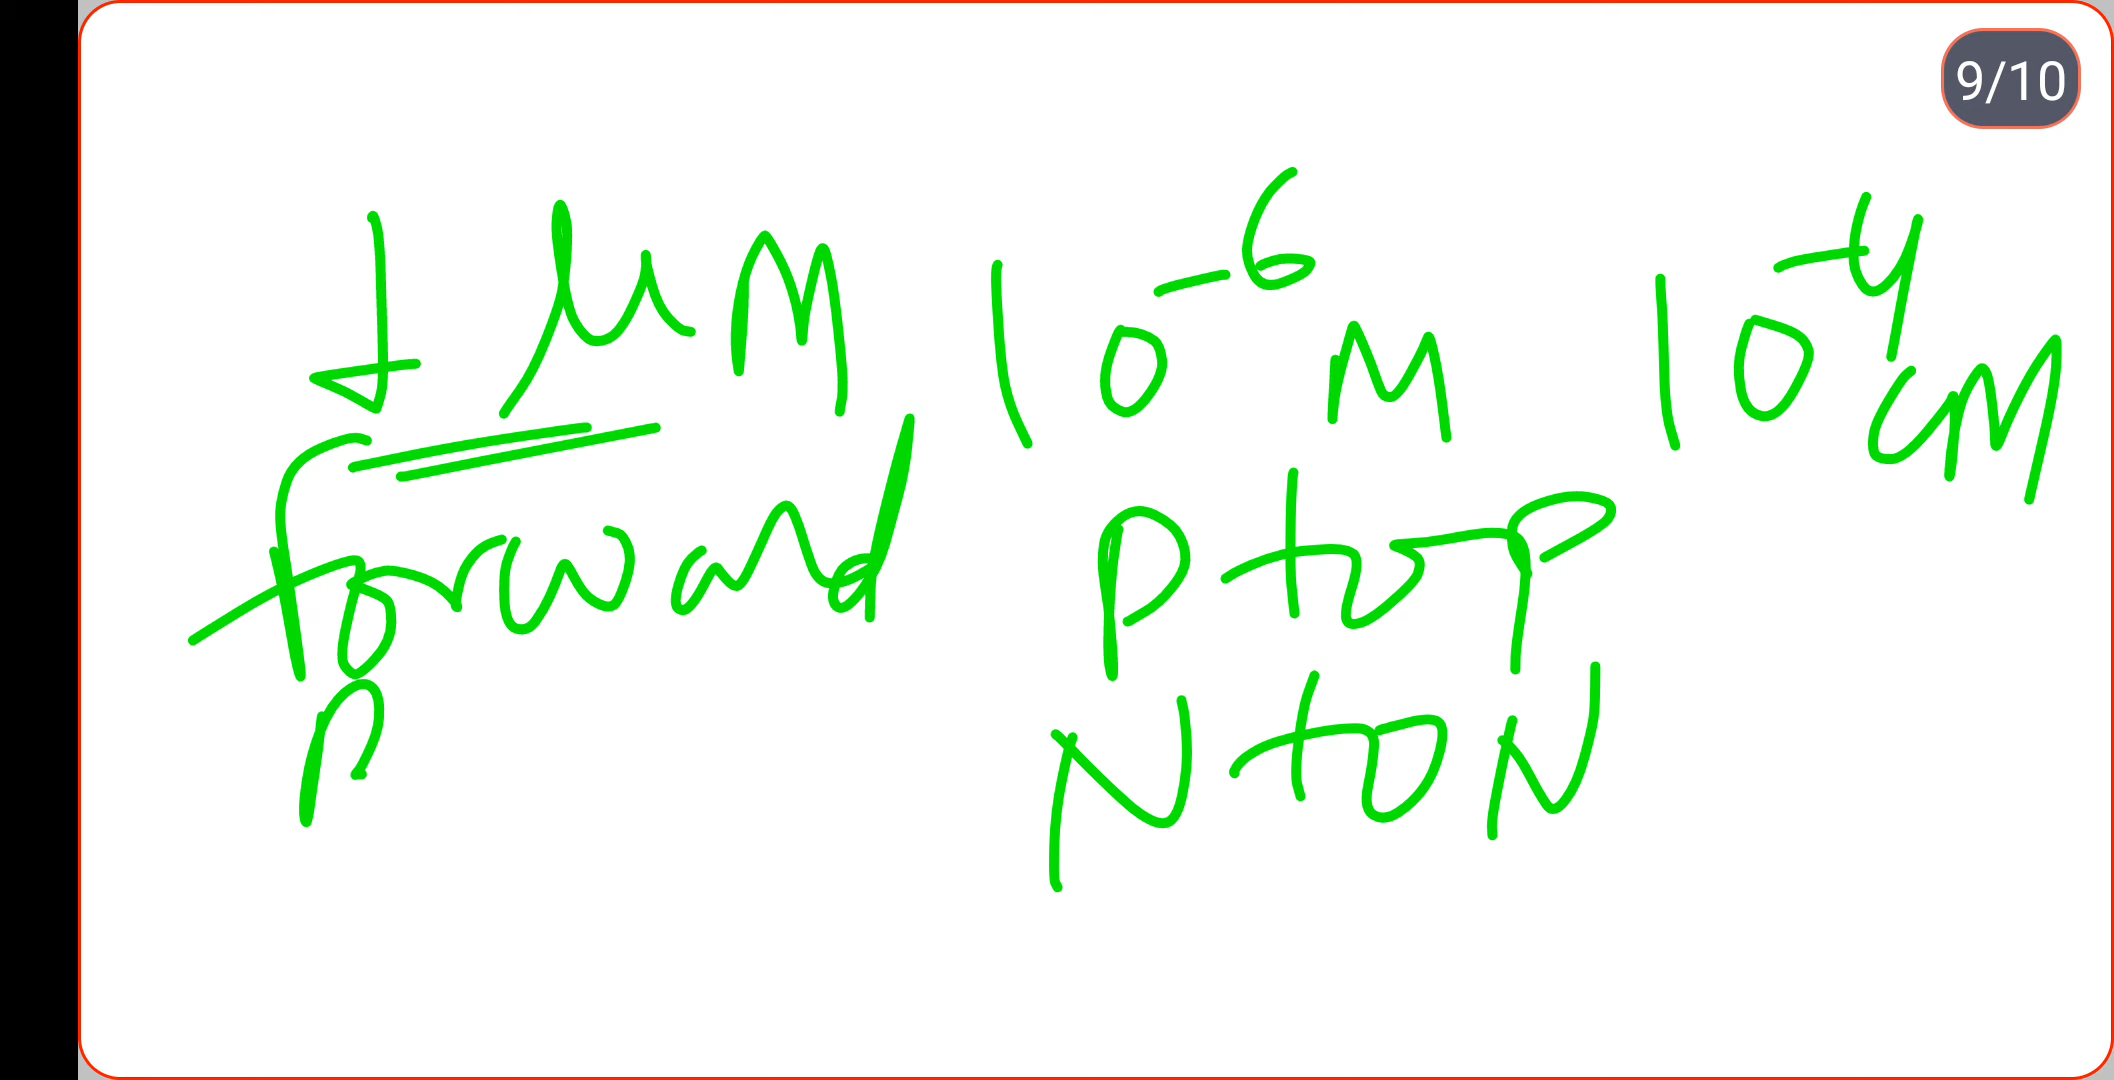 9/10
1 μm 10⁻⁶ m 10⁻⁴ cm
forward P to P
n N to N